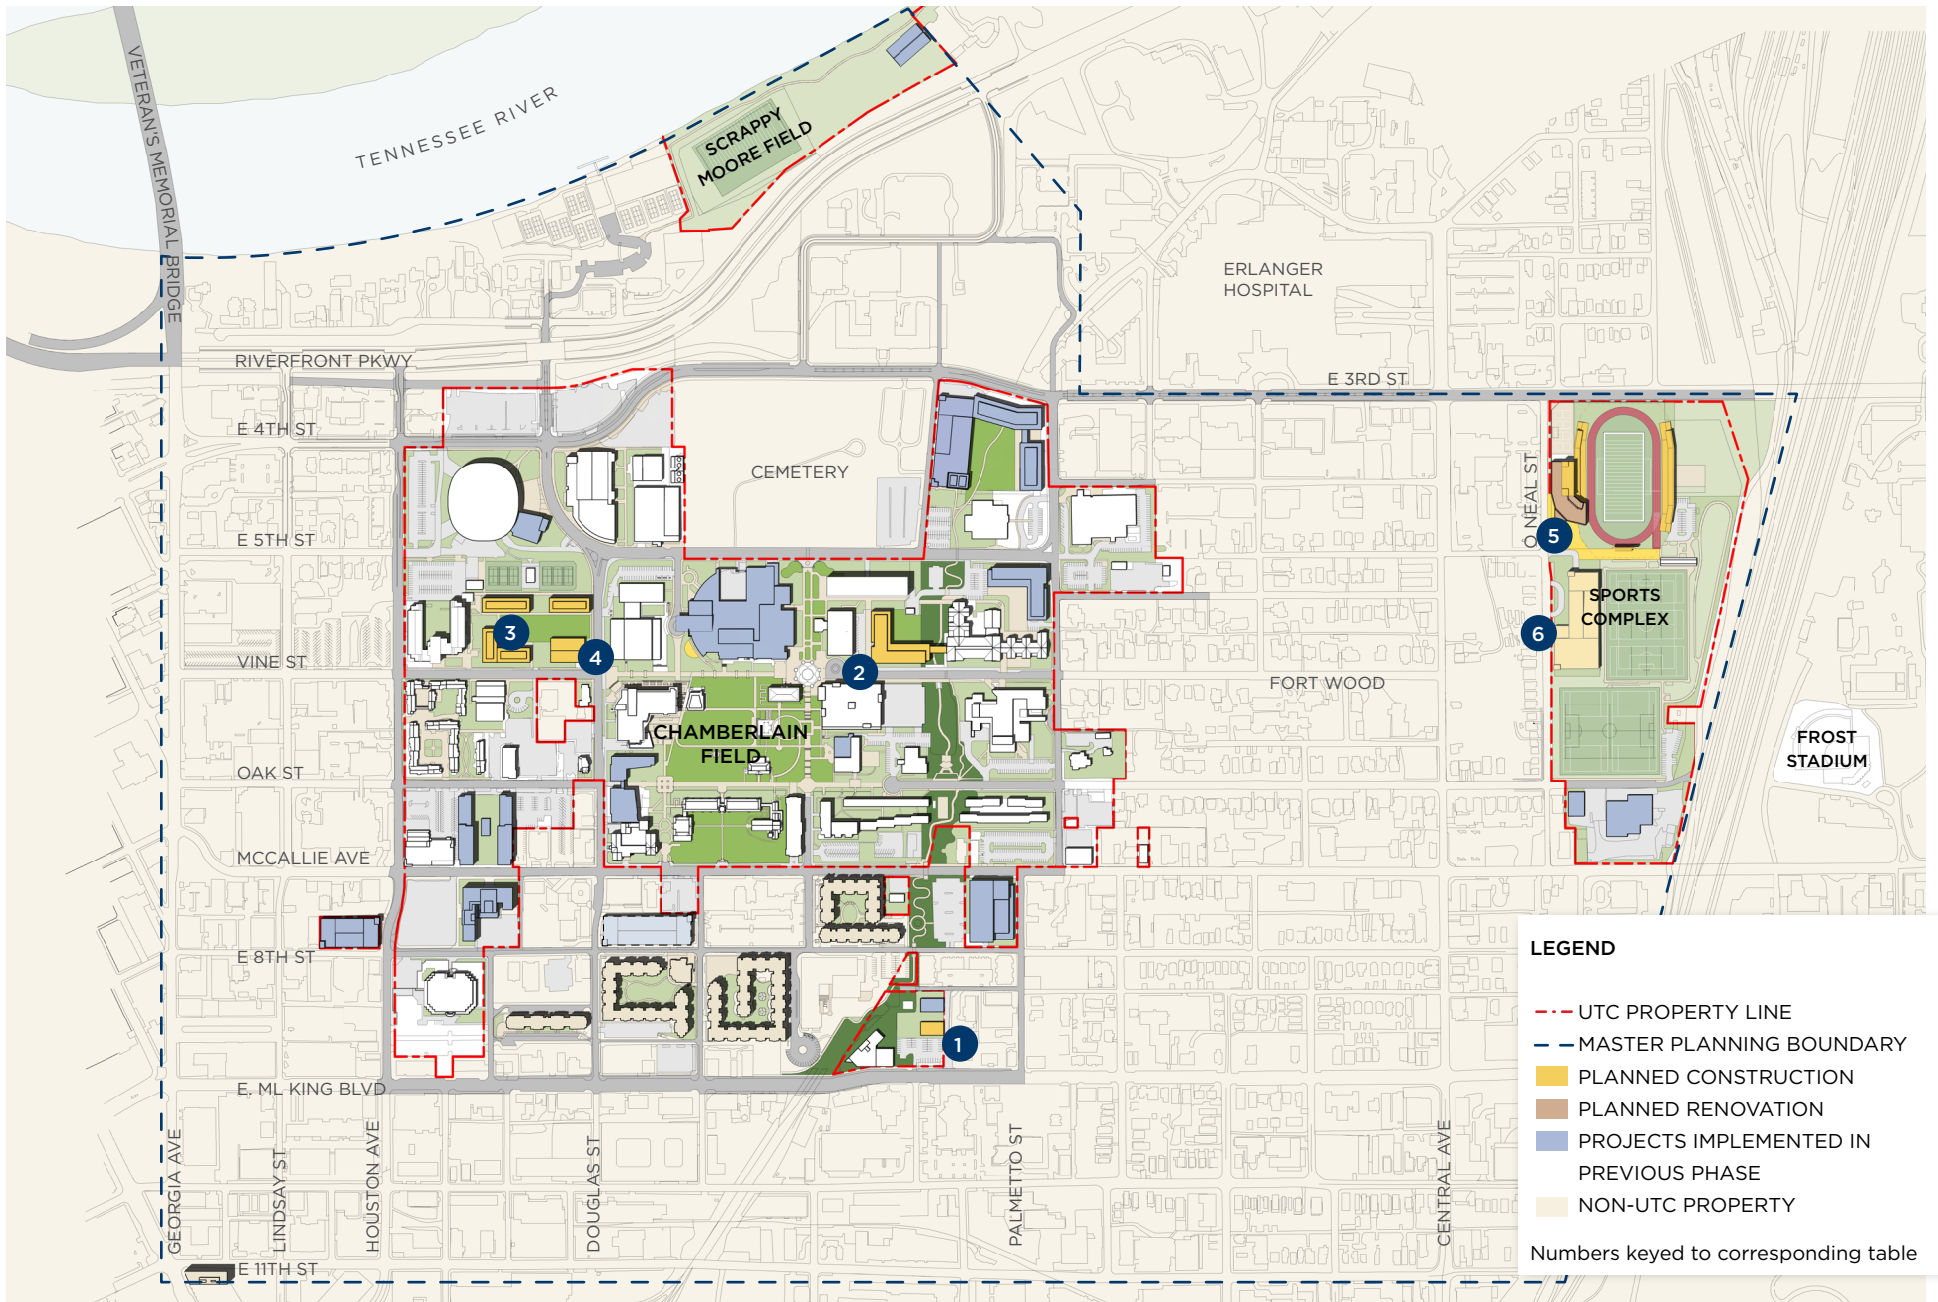 VETERAN'S MEMORIAL BRIDGE
TENNESSEE RIVER
SCRAPPY
MOORE FIELD
ERLANGER
HOSPITAL
RIVERFRONT PKWY
E 3RD ST
E 4TH ST
CEMETERY
O NEAL ST
E 5TH ST
5
SPORTS
COMPLEX
3
6
4
VINE ST
2
FORT WOOD
CHAMBERLAIN
FIELD
FROST
STADIUM
OAK ST
MCCALLIE AVE
E 8TH ST
1
E. ML KING BLVD
GEORGIA AVE
LINDSAY ST
HOUSTON AVE
DOUGLAS ST
PALMETTO ST
CENTRAL AVE
E 11TH ST
LEGEND
UTC PROPERTY LINE
MASTER PLANNING BOUNDARY
PLANNED CONSTRUCTION
PLANNED RENOVATION
PROJECTS IMPLEMENTED IN
PREVIOUS PHASE
NON-UTC PROPERTY
Numbers keyed to corresponding table